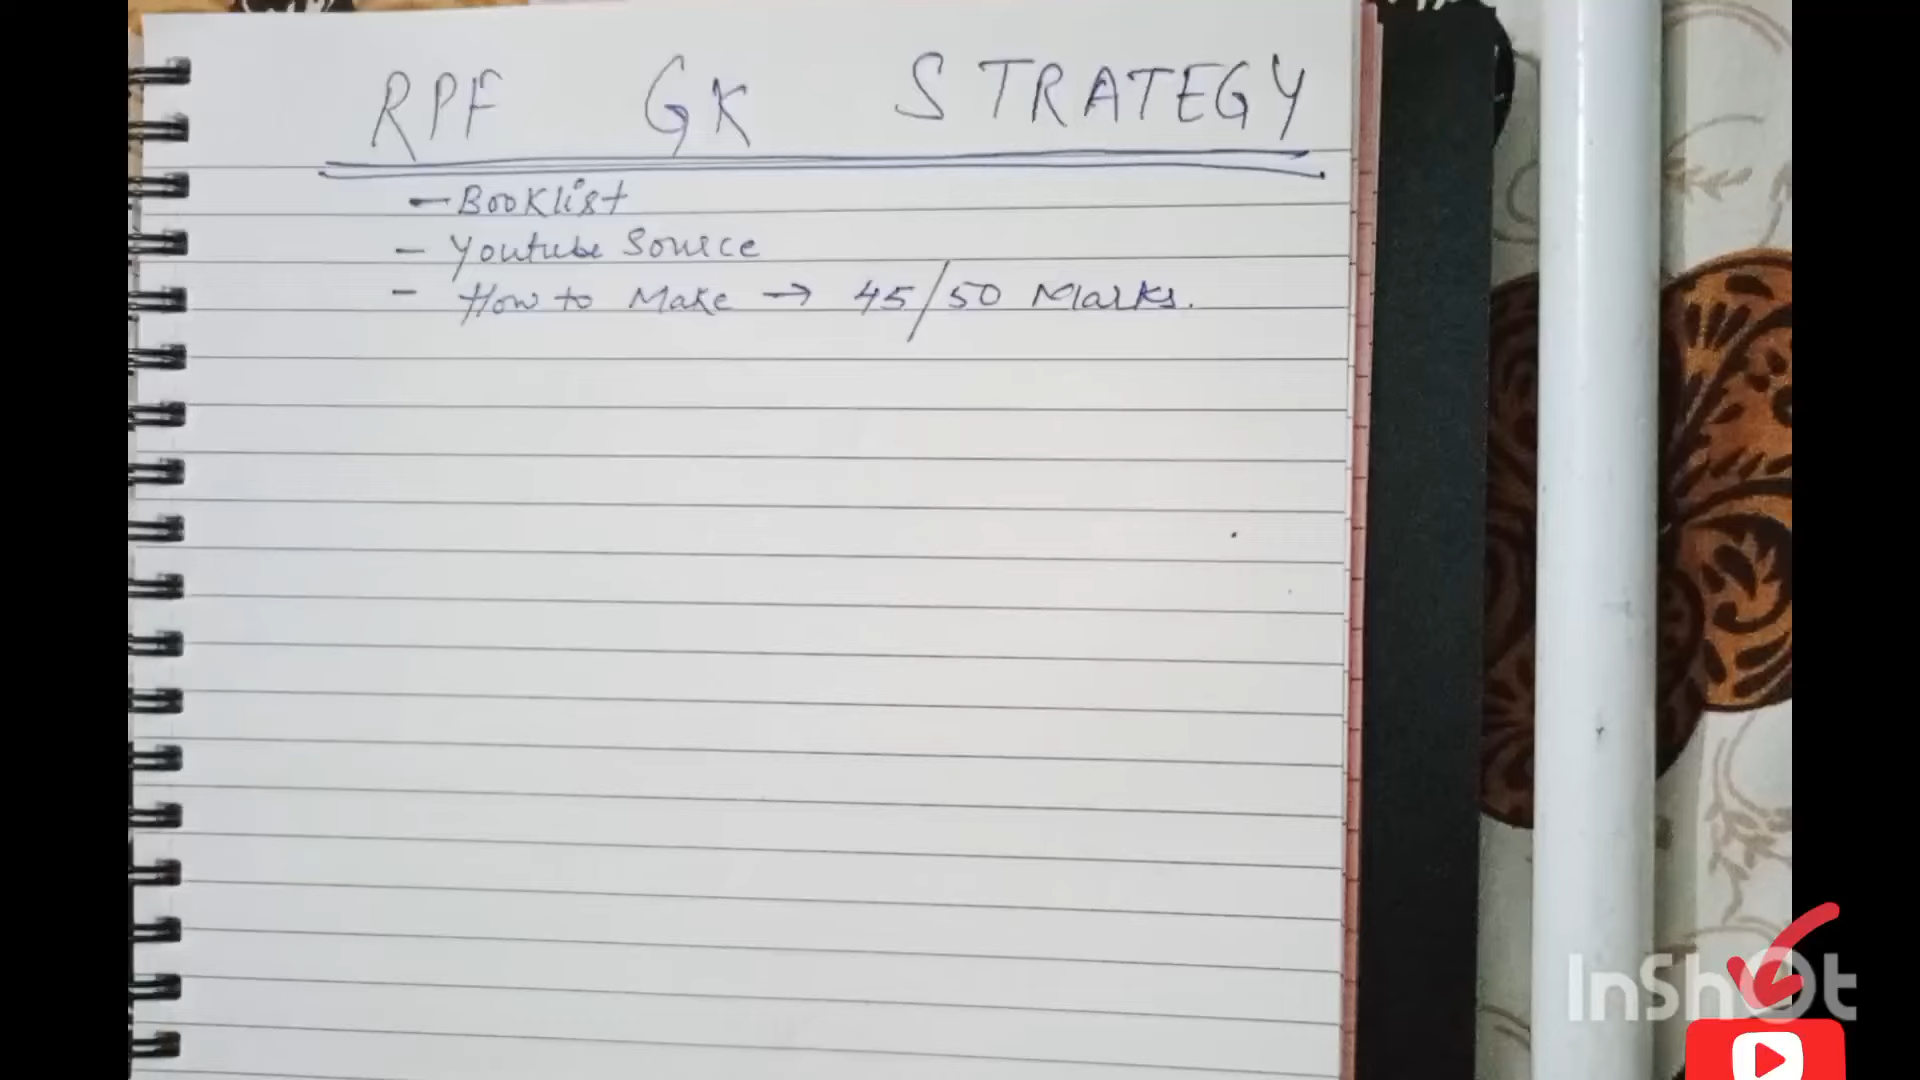 RPF GK STRATEGY
- Booklist
- Youtube Source
- How to Make → 45/50 Marks.
InShOt